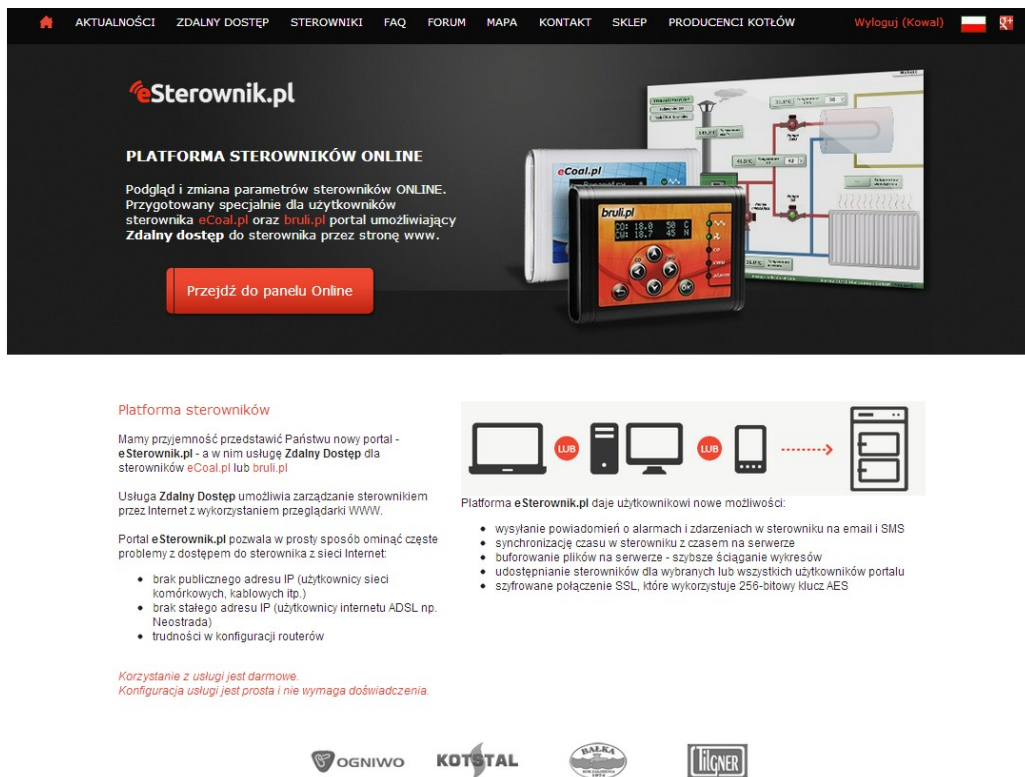 AKTUALNOŚCI ZDALNY DOSTĘP STEROWNIKI FAQ FORUM MAPA KONTAKT SKLEP PRODUCENCI KOTŁÓW Wyloguj (Kowal)
eSterownik.pl
PLATFORMA STEROWNIKÓW ONLINE
Podgląd i zmiana parametrów sterowników ONLINE.
Przygotowany specjalnie dla użytkowników
sterownika eCoal.pl oraz bruli.pl portal umożliwiający
Zdalny dostęp do sterownika przez stronę www.
Przejdź do panelu Online
eCoal.pl
bruli.pl
CO: 18.0 50 C
CW: 18.7 45 N
OK
Platforma sterowników
Mamy przyjemność przedstawić Państwu nowy portal -
eSterownik.pl - a w nim usługę Zdalny Dostęp dla
sterowników eCoal.pl lub bruli.pl
Usługa Zdalny Dostęp umożliwia zarządzanie sterownikiem
przez Internet z wykorzystaniem przeglądarki WWW.
Portal eSterownik.pl pozwala w prosty sposób ominąć częste
problemy z dostępem do sterownika z sieci Internet:
brak publicznego adresu IP (użytkownicy sieci
komórkowych, kablowych itp.)
brak stałego adresu IP (użytkownicy internetu ADSL np.
Neostrada)
trudności w konfiguracji routerów
Korzystanie z usługi jest darmowe.
Konfiguracja usługi jest prosta i nie wymaga doświadczenia.
LUB LUB
Platforma eSterownik.pl daje użytkownikowi nowe możliwości:
wysyłanie powiadomień o alarmach i zdarzeniach w sterowniku na email i SMS
synchronizację czasu w sterowniku z czasem na serwerze
buforowanie plików na serwerze - szybsze ściąganie wykresów
udostępnianie sterowników dla wybranych lub wszystkich użytkowników portalu
szyfrowane połączenie SSL, które wykorzystuje 256-bitowy klucz AES
OGNIWO KOTSTAL BAŁKA TILGNER